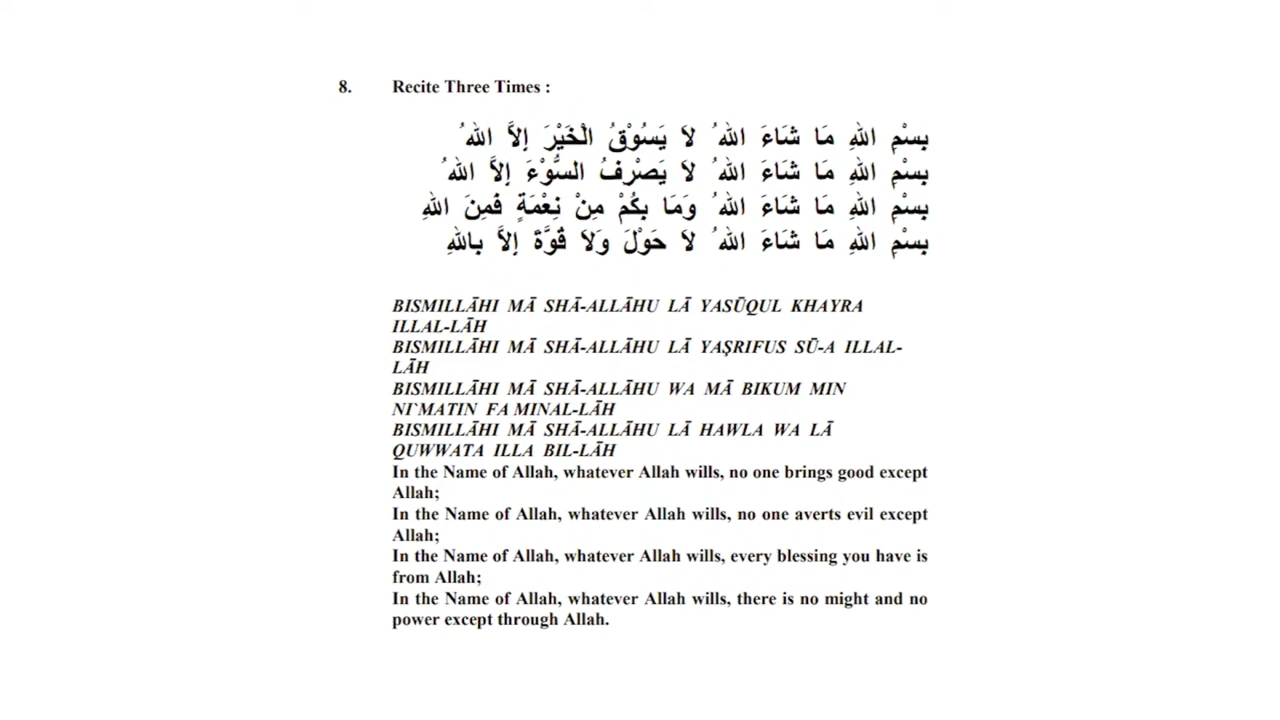 8. Recite Three Times :
بِسْمِ اللهِ مَا شَاءَ اللهُ لاَ يَسُوْقُ الْخَيْرَ إِلاَّ اللهُ
بِسْمِ اللهِ مَا شَاءَ اللهُ لاَ يَصْرِفُ السُّوْءَ إِلاَّ اللهُ
بِسْمِ اللهِ مَا شَاءَ اللهُ وَمَا بِكُمْ مِنْ نِعْمَةٍ فَمِنَ اللهِ
بِسْمِ اللهِ مَا شَاءَ اللهُ لاَ حَوْلَ وَلاَ قُوَّةَ إِلاَّ بِاللهِ
BISMILLĀHI MĀ SHĀ-ALLĀHU LĀ YASŪQUL KHAYRA
ILLAL-LĀH
BISMILLĀHI MĀ SHĀ-ALLĀHU LĀ YAŞRIFUS SŪ-A ILLAL-
LĀH
BISMILLĀHI MĀ SHĀ-ALLĀHU WA MĀ BIKUM MIN
NI`MATIN FA MINAL-LĀH
BISMILLĀHI MĀ SHĀ-ALLĀHU LĀ HAWLA WA LĀ
QUWWATA ILLA BIL-LĀH
In the Name of Allah, whatever Allah wills, no one brings good except
Allah;
In the Name of Allah, whatever Allah wills, no one averts evil except
Allah;
In the Name of Allah, whatever Allah wills, every blessing you have is
from Allah;
In the Name of Allah, whatever Allah wills, there is no might and no
power except through Allah.